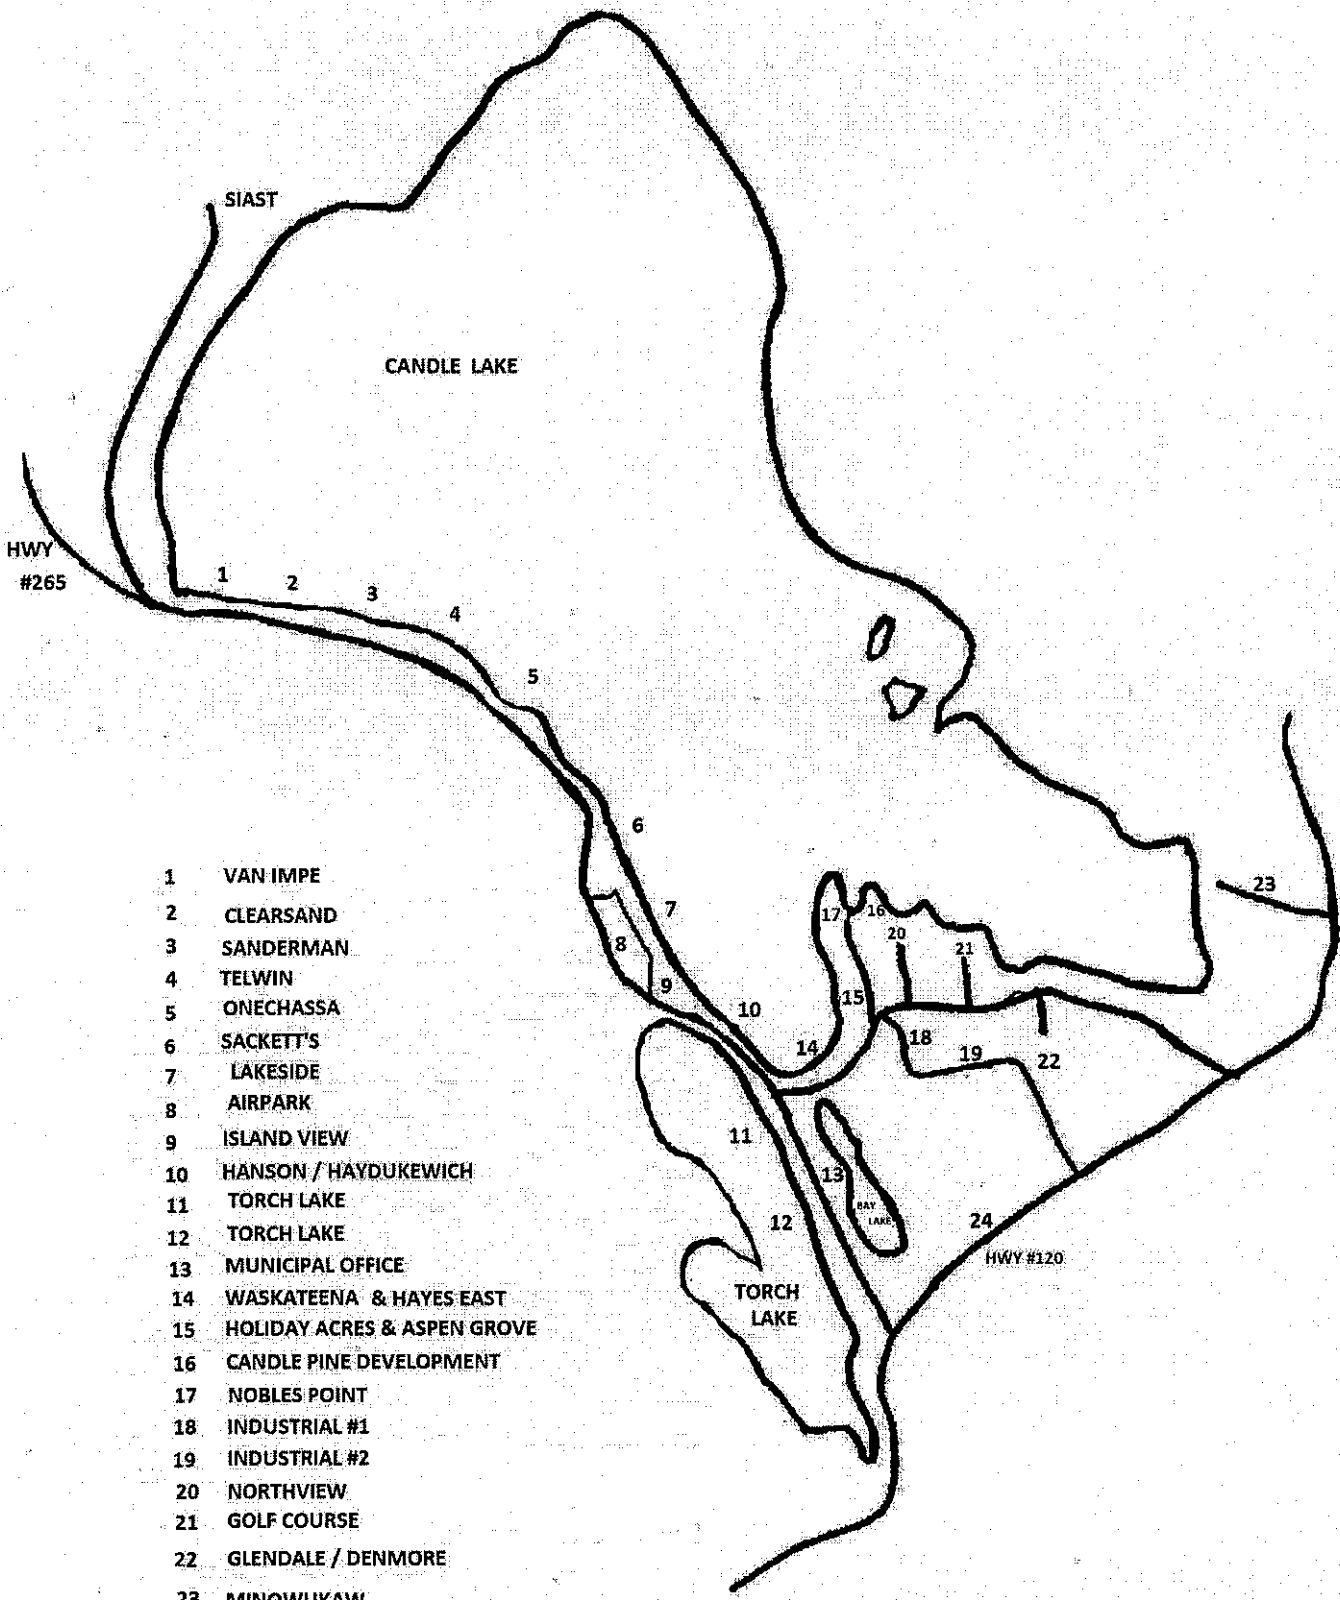 SIAST
CANDLE LAKE
HWY
#265
1
2
3
4
5
6
7
8
9
10
11
12
13
14
15
16
17
18
19
20
21
22
23
24
BAY
LAKE
HWY #120
TORCH
LAKE
1 VAN IMPE
2 CLEARSAND
3 SANDERMAN
4 TELWIN
5 ONECHASSA
6 SACKETT'S
7 LAKESIDE
8 AIRPARK
9 ISLAND VIEW
10 HANSON / HAYDUKEWICH
11 TORCH LAKE
12 TORCH LAKE
13 MUNICIPAL OFFICE
14 WASKATEENA & HAYES EAST
15 HOLIDAY ACRES & ASPEN GROVE
16 CANDLE PINE DEVELOPMENT
17 NOBLES POINT
18 INDUSTRIAL #1
19 INDUSTRIAL #2
20 NORTHVIEW
21 GOLF COURSE
22 GLENDALE / DENMORE
23 MINOWUKAW